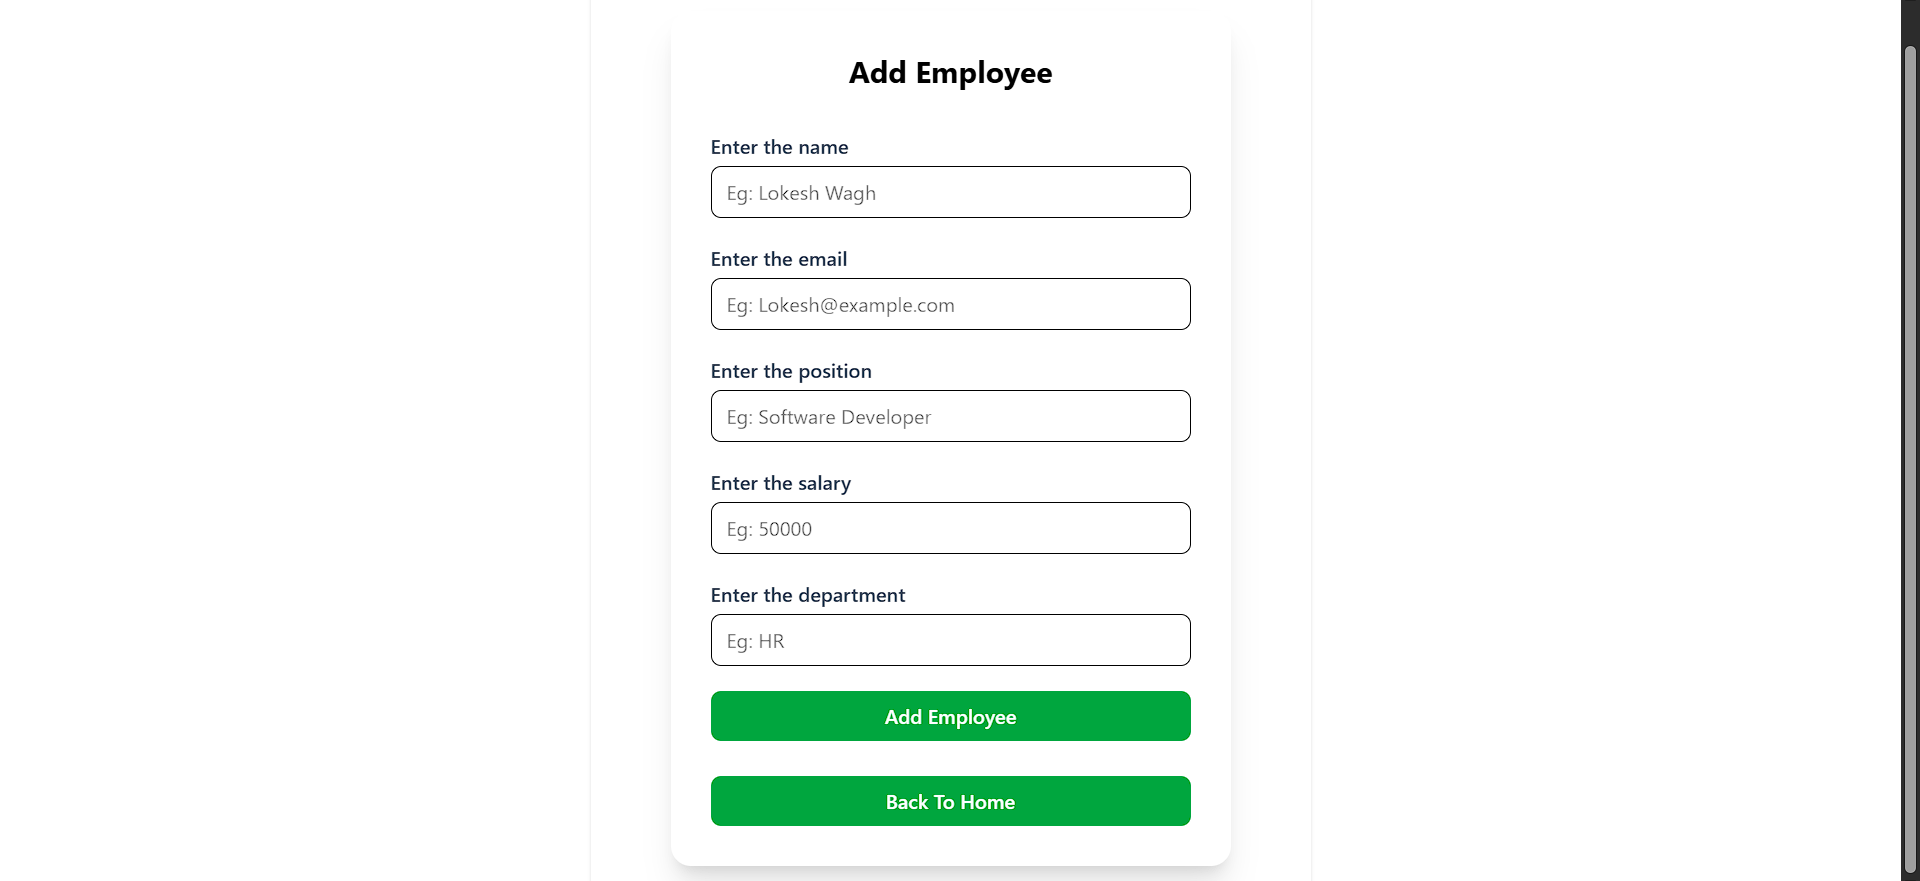 Add Employee
Enter the name
Eg: Lokesh Wagh
Enter the email
Eg: Lokesh@example.com
Enter the position
Eg: Software Developer
Enter the salary
Eg: 50000
Enter the department
Eg: HR
Add Employee
Back To Home